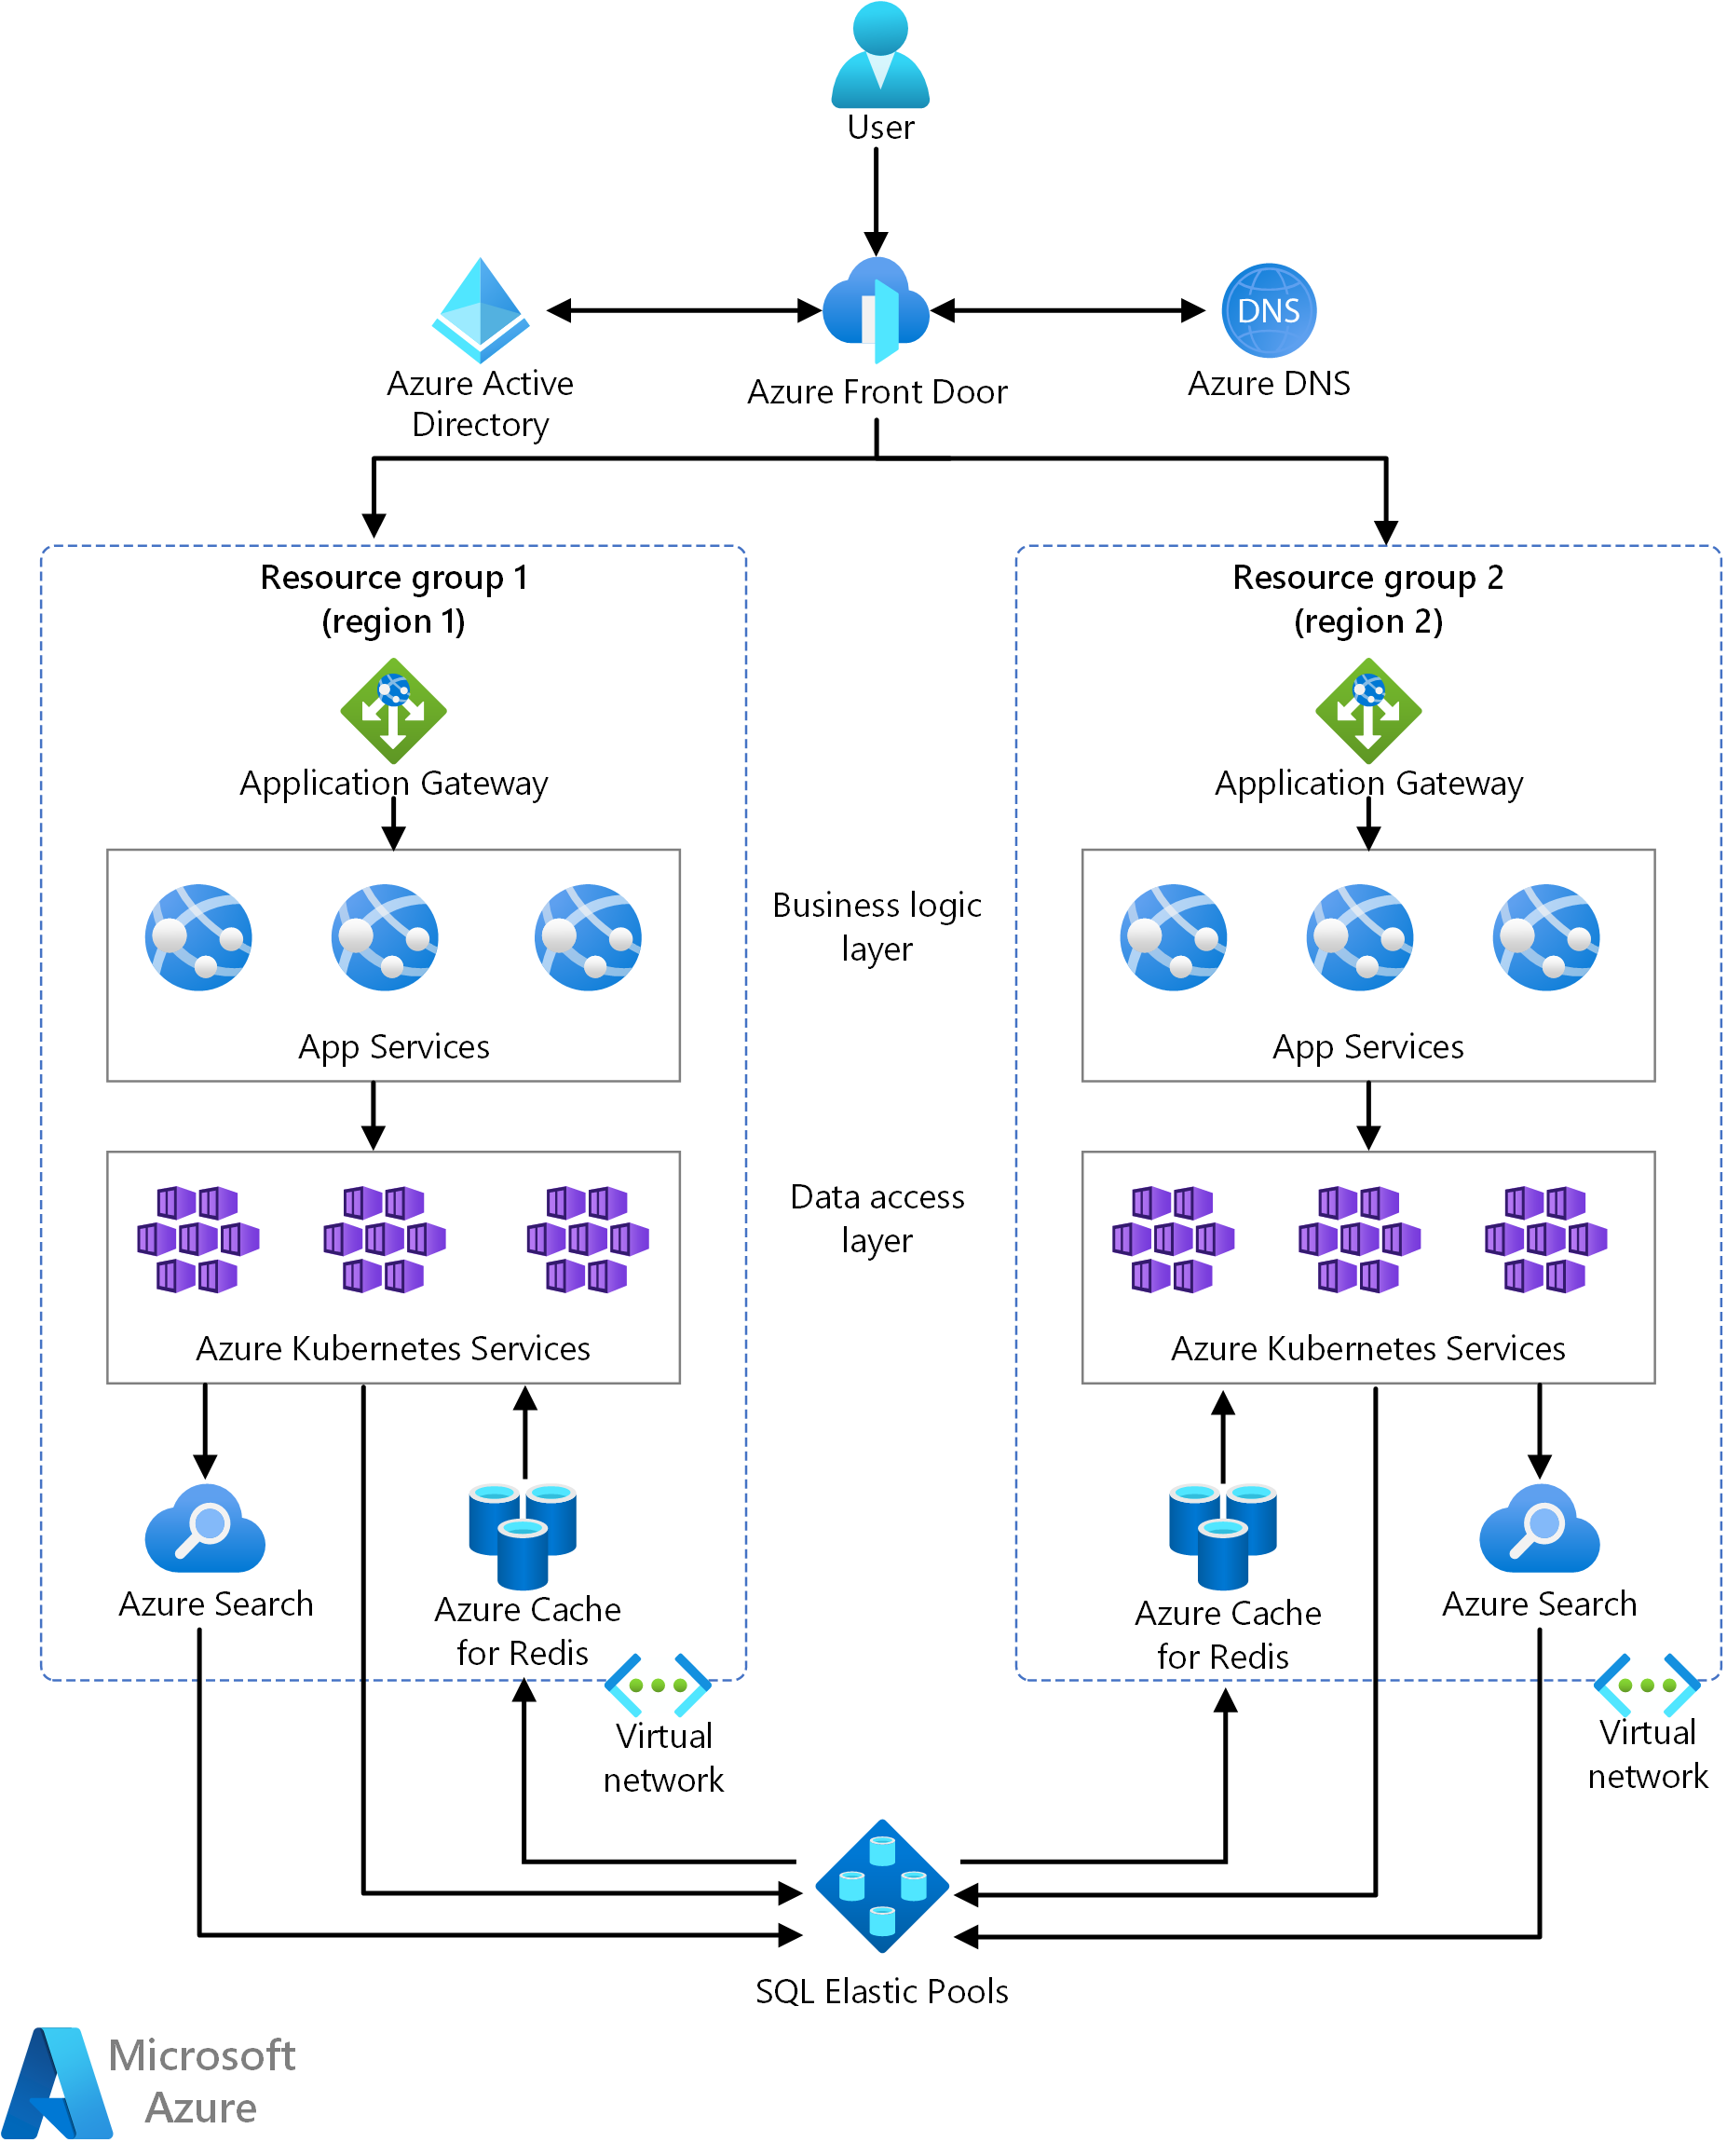 User
Azure Active
Directory
Azure Front Door
DNS
Azure DNS
Resource group 1
(region 1)
Resource group 2
(region 2)
Application Gateway
Application Gateway
Business logic
layer
App Services
App Services
Data access
layer
Azure Kubernetes Services
Azure Kubernetes Services
Azure Search
Azure Cache
for Redis
Azure Cache
for Redis
Azure Search
Virtual
network
Virtual
network
SQL Elastic Pools
Microsoft
Azure